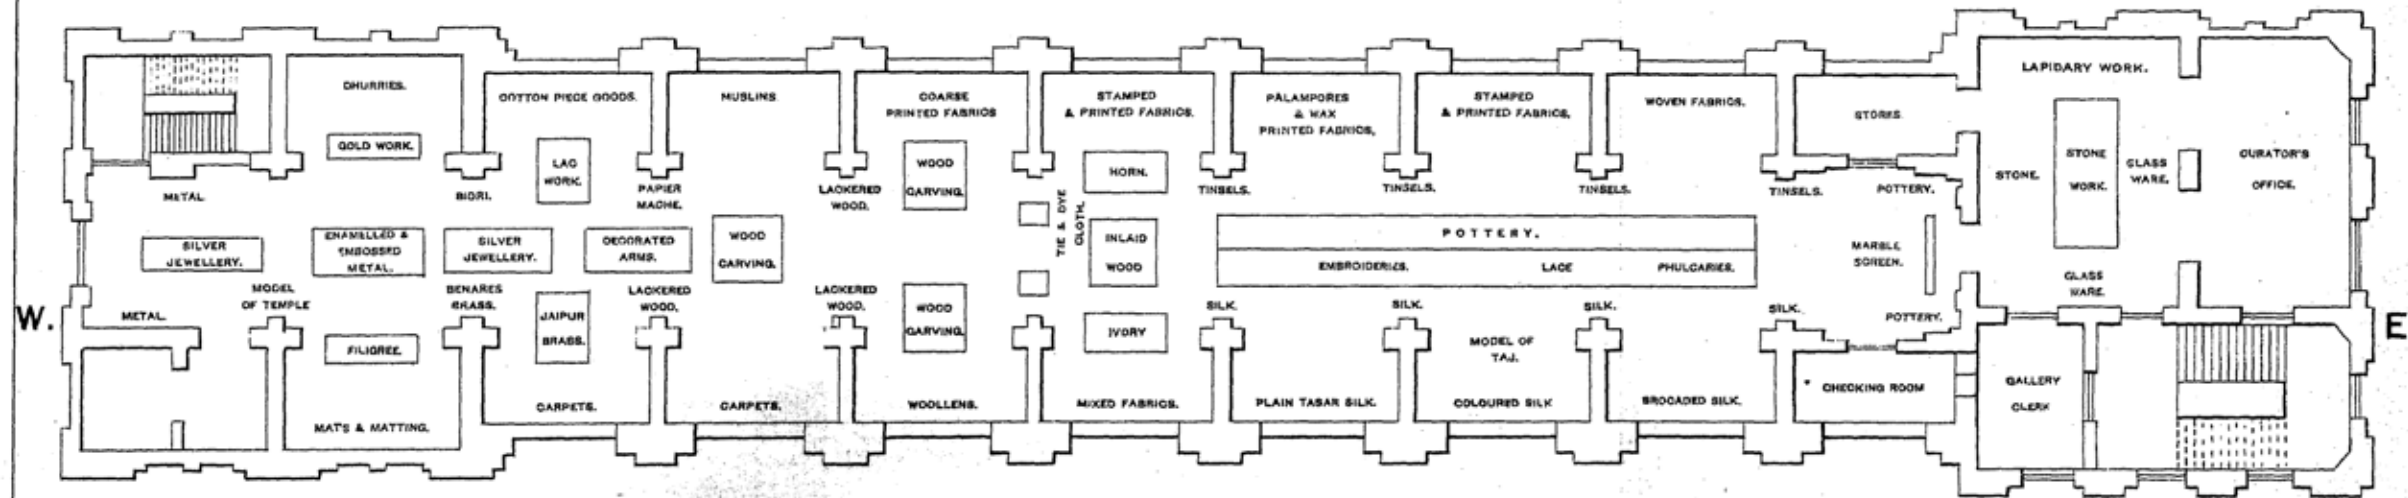 LAPIDARY WORK.
DHURRIES.
COTTON PIECE GOODS.
MUSLINS.
COARSE
PRINTED FABRICS
STAMPED
& PRINTED FABRICS.
PALAMPORES
& WAX
PRINTED FABRICS,
STAMPED
& PRINTED FABRICS,
WOVEN FABRICS.
STORES
GOLD WORK.
LAC
WORK.
WOOD
CARVING.
HORN.
STONE
WORK.
STONE.
GLASS
WARE.
CURATOR'S
OFFICE.
METAL
BIDRI.
PAPIER
MACHE.
LACKERED
WOOD.
TIE & DYE
CLOTH.
TINSELS.
TINSELS.
TINSELS.
TINSELS.
POTTERY.
SILVER
JEWELLERY.
ENAMELLED &
EMBOSSED
METAL.
SILVER
JEWELLERY.
DECORATED
ARMS.
WOOD
CARVING.
INLAID
WOOD
POTTERY.
EMBROIDERIES.
LACE
PHULCARIES.
MARBLE
SCREEN.
GLASS
WARE.
W.
E
METAL.
MODEL
OF TEMPLE
BENARES
BRASS.
LACKERED
WOOD.
LACKERED
WOOD.
WOOD
CARVING.
SILK.
SILK.
SILK.
SILK.
POTTERY.
FILIGREE.
JAIPUR
BRASS.
IVORY
MODEL OF
TAJ.
CHECKING ROOM
GALLERY
CLERK
MATS & MATTING.
CARPETS.
CARPETS.
WOOLLENS.
MIXED FABRICS.
PLAIN TASAR SILK.
COLOURED SILK
BROCADED SILK.